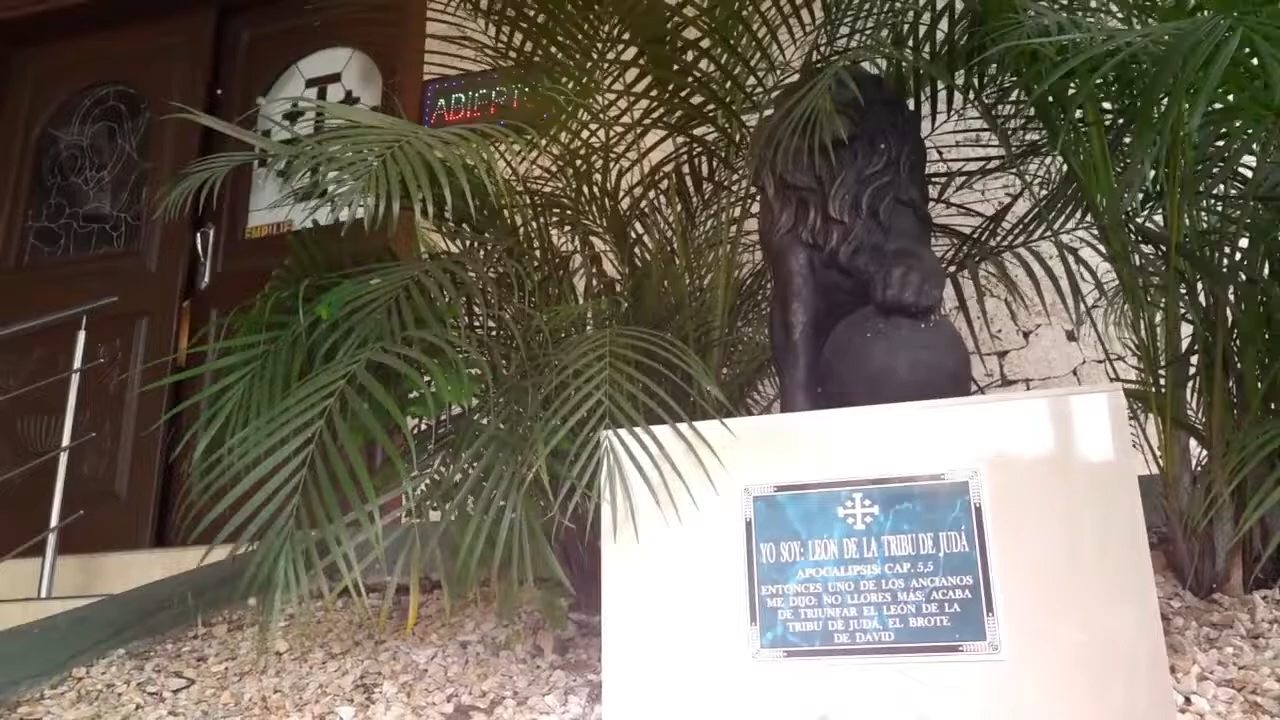 EMPUJE
YO SOY: LEÓN DE LA TRIBU DE JUDÁ
APOCALIPSIS: CAP. 5,5
ENTONCES UNO DE LOS ANCIANOS
ME DIJO: NO LLORES MÁS; ACABA
DE TRIUNFAR EL LEÓN DE LA
TRIBU DE JUDÁ, EL BROTE
DE DAVID